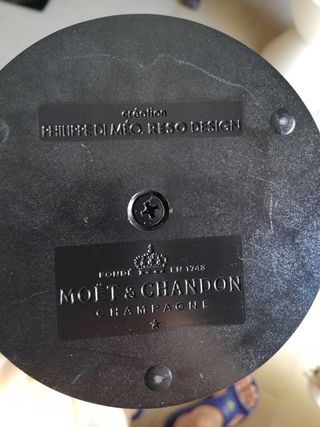 création
PHILIPPE DI MÉO, RESO DESIGN
FONDÉ EN 1743
MOËT & CHANDON
CHAMPAGNE